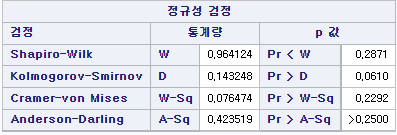 정규성 검정
검정 통계량 p 값
Shapiro-Wilk W 0,964124 Pr < W 0,2871
Kolmogorov-Smirnov D 0,143248 Pr > D 0,0610
Cramer-von Mises W-Sq 0,076474 Pr > W-Sq 0,2292
Anderson-Darling A-Sq 0,423519 Pr > A-Sq >0,2500